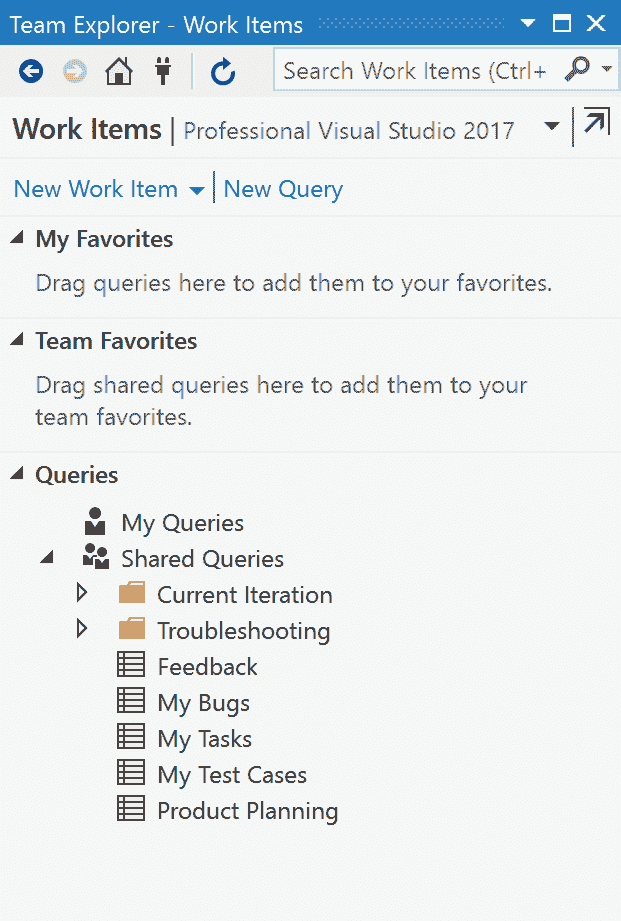 Team Explorer - Work Items
Search Work Items (Ctrl+
Work Items | Professional Visual Studio 2017
New Work Item | New Query
My Favorites
Drag queries here to add them to your favorites.
Team Favorites
Drag shared queries here to add them to your
team favorites.
Queries
My Queries
Shared Queries
Current Iteration
Troubleshooting
Feedback
My Bugs
My Tasks
My Test Cases
Product Planning